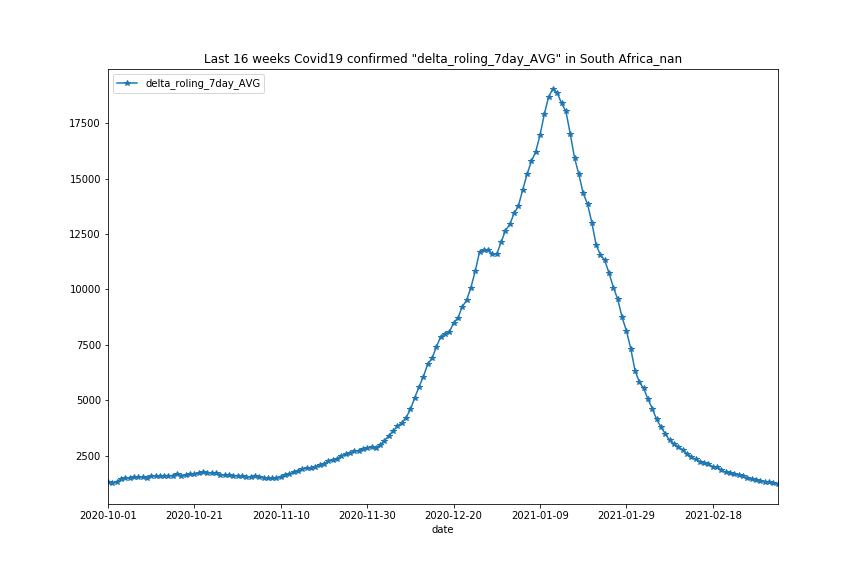 Last 16 weeks Covid19 confirmed "delta_roling_7day_AVG" in South Africa_nan
delta_roling_7day_AVG
17500
15000
12500
10000
7500
5000
2500
2020-10-01 2020-10-21 2020-11-10 2020-11-30 2020-12-20 2021-01-09 2021-01-29 2021-02-18
date